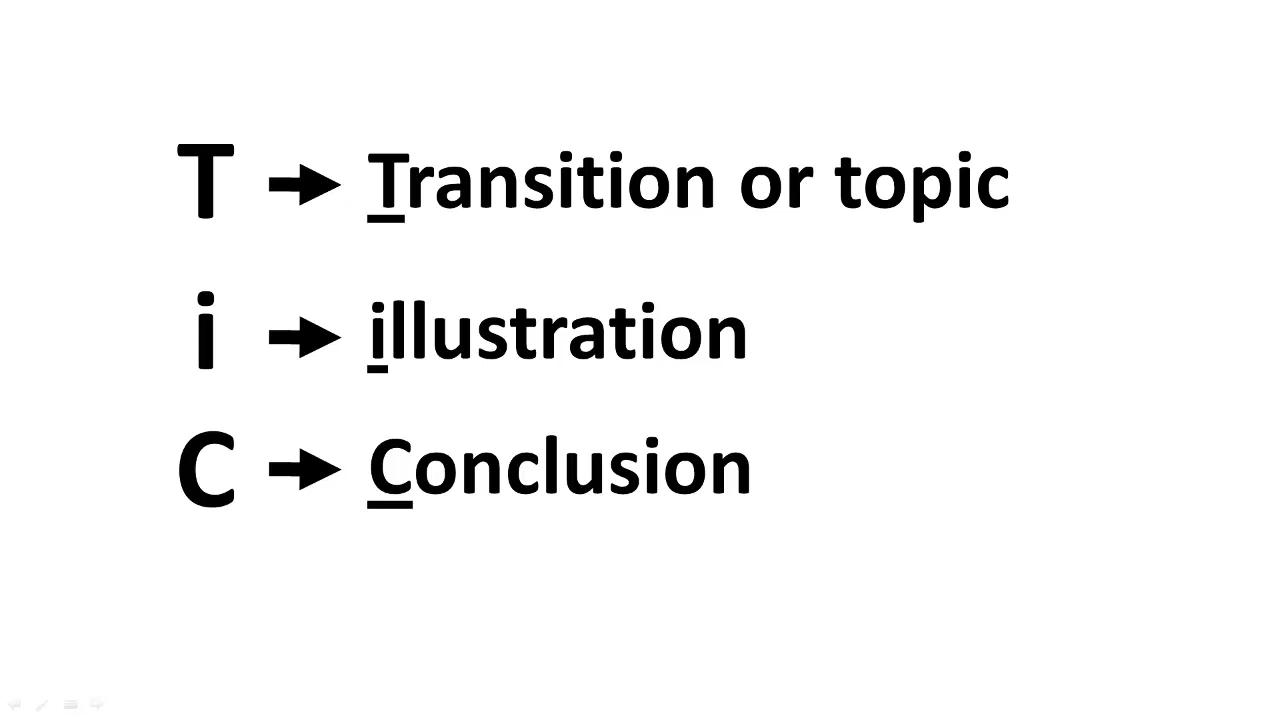 T → Transition or topic
i → illustration
C → Conclusion